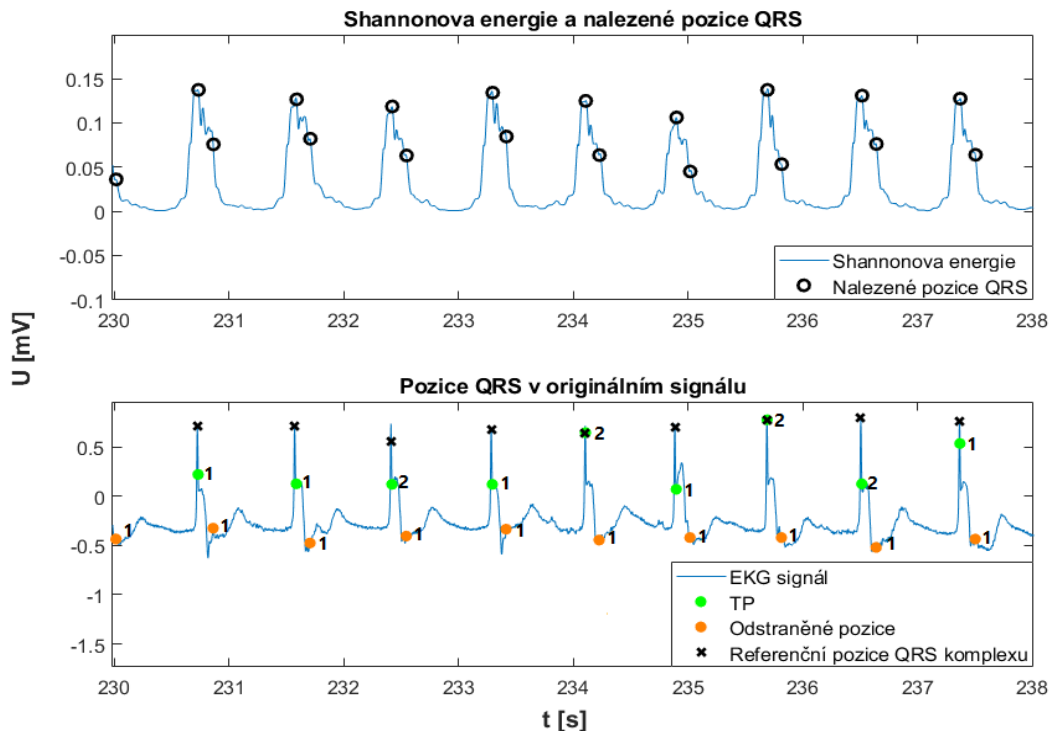 Shannonova energie a nalezené pozice QRS
0.15
0.1
0.05
0
-0.05
-0.1
Shannonova energie
Nalezené pozice QRS
230 231 232 233 234 235 236 237 238
U [mV]
Pozice QRS v originálním signálu
0.5
0
-0.5
-1
-1.5
2 2
1 1 2 1 1 2 1
1 1 1 1 1 1 1 1 1 1
EKG signál
TP
Odstraněné pozice
Referenční pozice QRS komplexu
230 231 232 233 234 235 236 237 238
t [s]